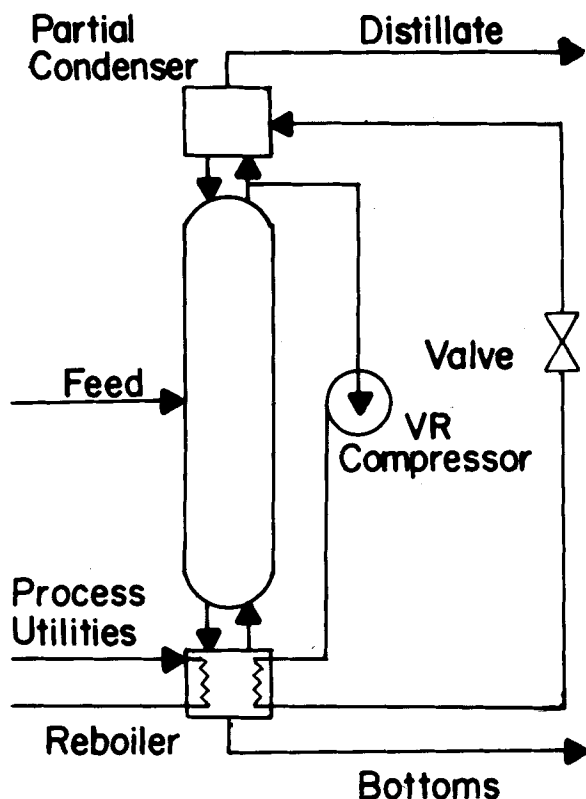 Partial
Condenser
Distillate
Feed
Valve
VR
Compressor
Process
Utilities
Reboiler
Bottoms